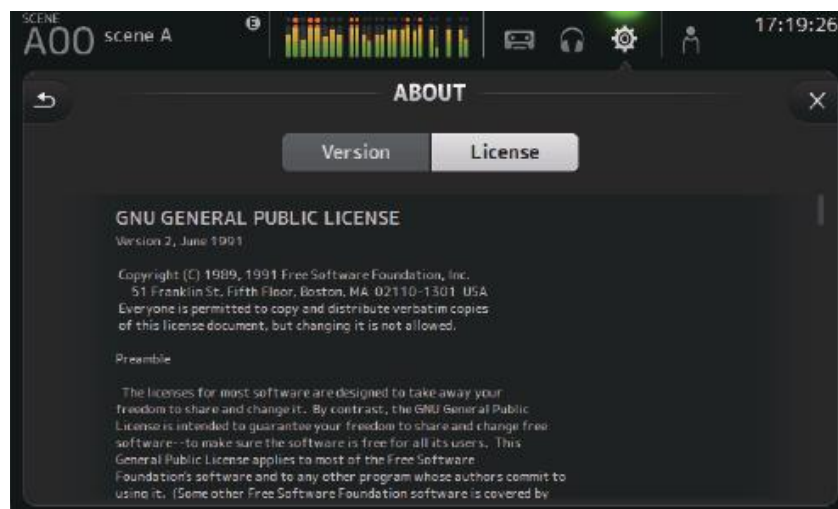 SCENE
A00 scene A
E
17:19:26
ABOUT
Version
License
GNU GENERAL PUBLIC LICENSE
Version 2, June 1991
Copyright (C) 1989, 1991 Free Software Foundation, Inc.
51 Franklin St, Fifth Floor, Boston, MA 02110-1301 USA
Everyone is permitted to copy and distribute verbatim copies
of this license document, but changing it is not allowed.
Preamble
The licenses for most software are designed to take away your
freedom to share and change it. By contrast, the GNU General Public
License is intended to guarantee your freedom to share and change free
software--to make sure the software is free for all its users. This
General Public License applies to most of the Free Software
Foundation's software and to any other program whose authors commit to
using it. (Some other Free Software Foundation software is covered by